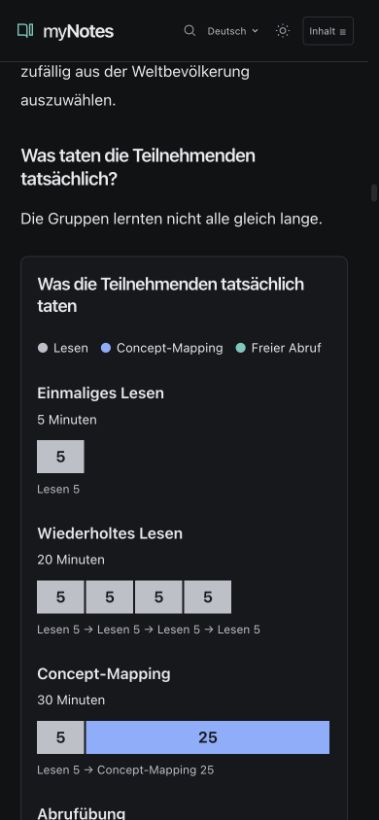 myNotes
Deutsch
Inhalt
zufällig aus der Weltbevölkerung
auszuwählen.
Was taten die Teilnehmenden
tatsächlich?
Die Gruppen lernten nicht alle gleich lange.
Was die Teilnehmenden tatsächlich
taten
Lesen Concept-Mapping Freier Abruf
Einmaliges Lesen
5 Minuten
5
Lesen 5
Wiederholtes Lesen
20 Minuten
5 5 5 5
Lesen 5 → Lesen 5 → Lesen 5 → Lesen 5
Concept-Mapping
30 Minuten
5 25
Lesen 5 → Concept-Mapping 25
Abrufübung